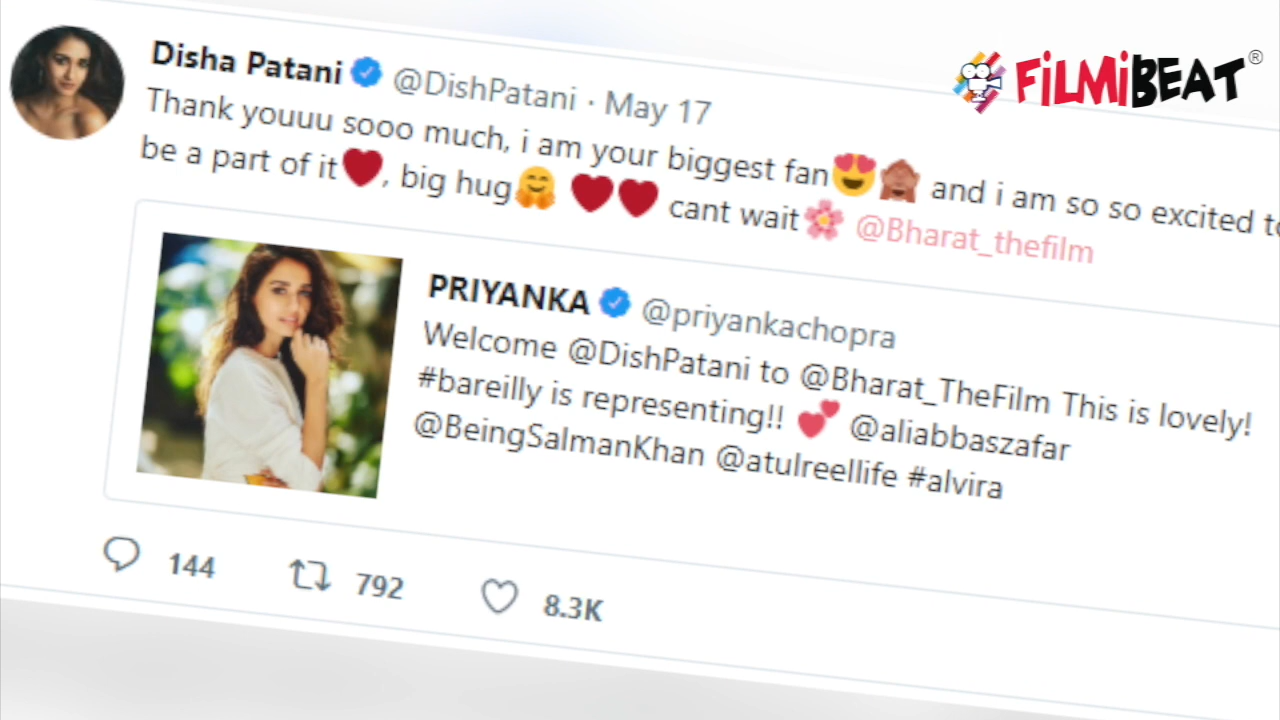 FiLMiBEAT®
Disha Patani @DishPatani · May 17
Thank youuu sooo much, i am your biggest fan😍🙈 and i am so so excited to
be a part of it❤️, big hug🤗 ❤️❤️ cant wait🌸 @Bharat_thefilm
PRIYANKA @priyankachopra
Welcome @DishPatani to @Bharat_TheFilm This is lovely!
#bareilly is representing!! 💕 @aliabbaszafar
@BeingSalmanKhan @atulreellife #alvira
144 792 8.3K